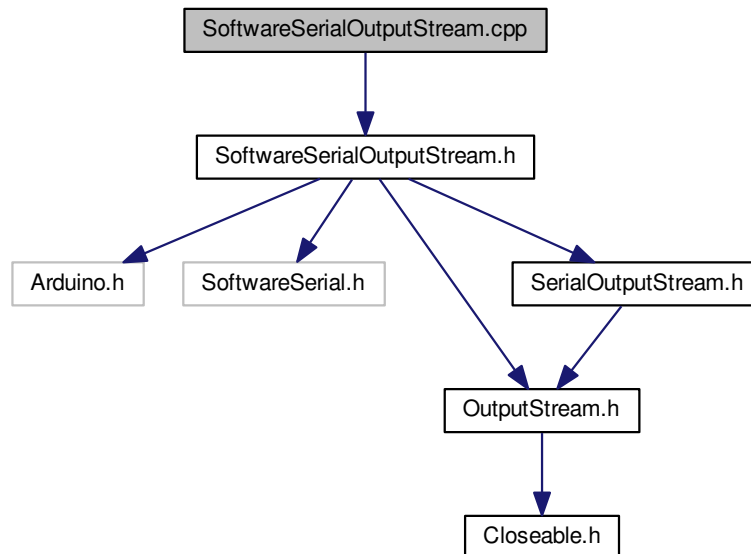 SoftwareSerialOutputStream.cpp
SoftwareSerialOutputStream.h
Arduino.h
SoftwareSerial.h
SerialOutputStream.h
OutputStream.h
Closeable.h